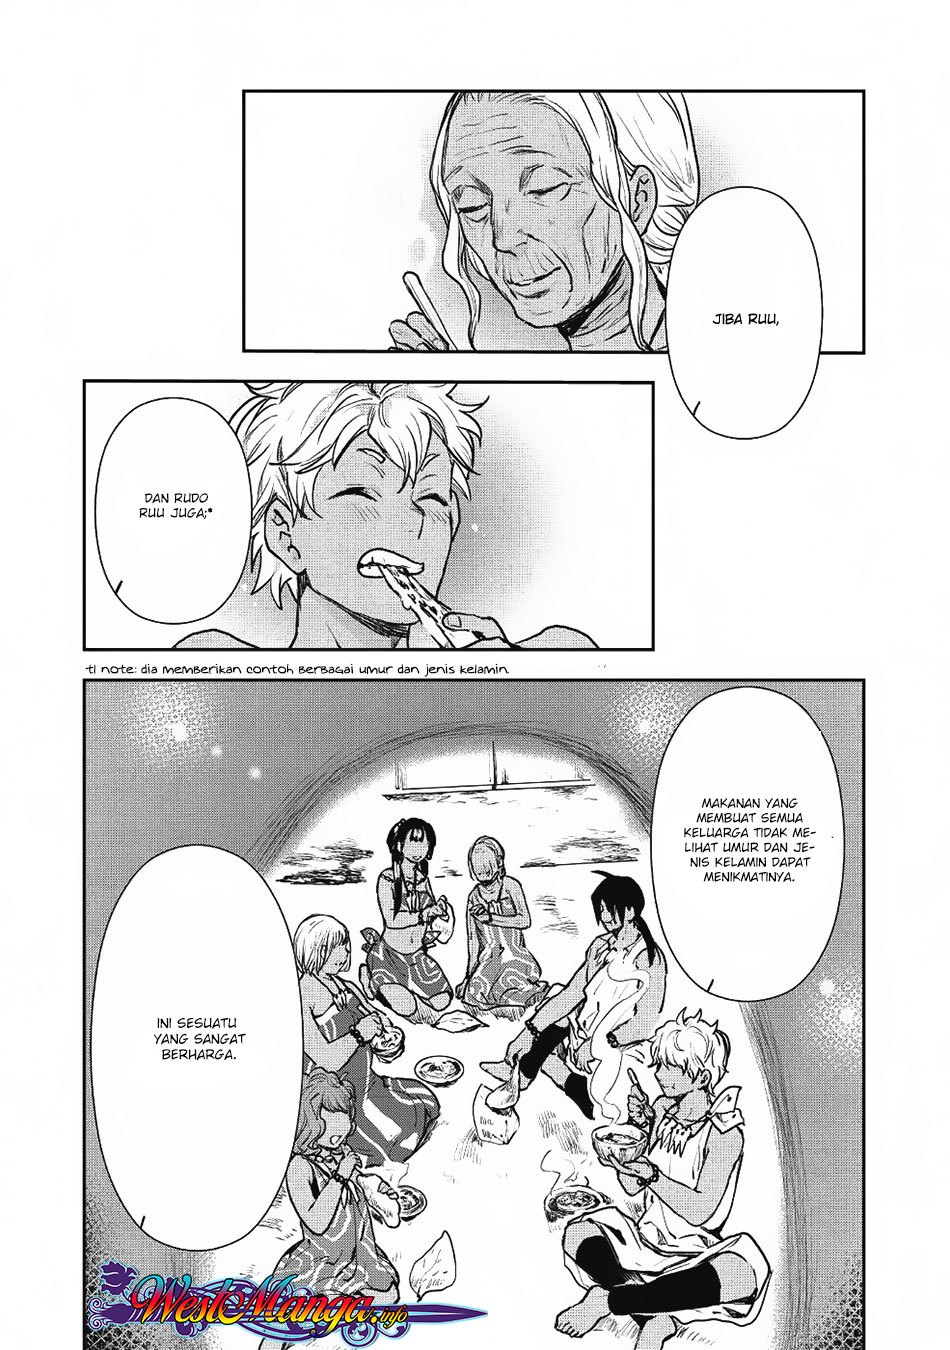 JIBA RUU,
DAN RUDO
RUU JUGA;*
tl note: dia memberikan contoh berbagai umur dan jenis kelamin.
MAKANAN YANG
MEMBUAT SEMUA
KELUARGA TIDAK ME-
LIHAT UMUR DAN JE-
NIS KELAMIN DAPAT
MENIKMATINYA.
INI SESUATU
YANG SANGAT
BERHARGA.
WestManga.info